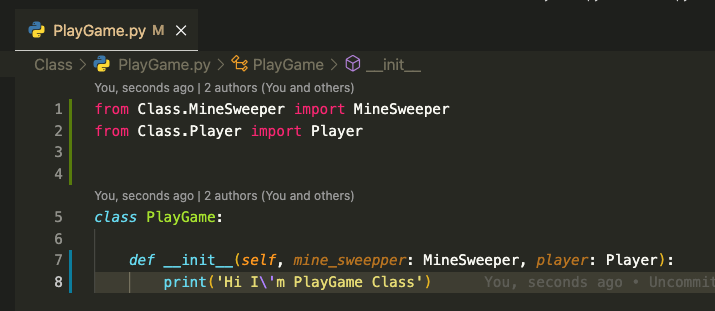 PlayGame.py M ×
Class > PlayGame.py > PlayGame > __init__
You, seconds ago | 2 authors (You and others)
1 from Class.MineSweeper import MineSweeper
2 from Class.Player import Player
3
4
You, seconds ago | 2 authors (You and others)
5 class PlayGame:
6
7 def __init__(self, mine_sweepper: MineSweeper, player: Player):
8 print('Hi I\'m PlayGame Class') You, seconds ago • Uncommit